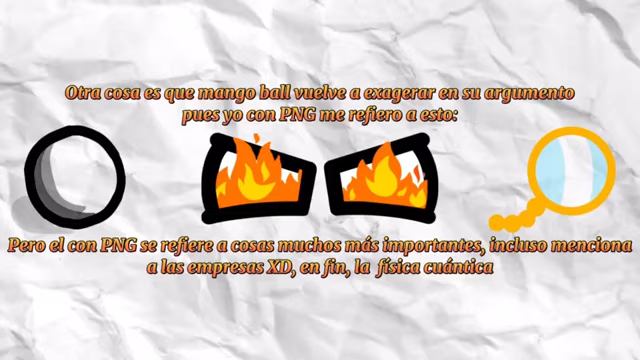 Otra cosa es que mango ball vuelve a exagerar en su argumento
pues yo con PNG me refiero a esto:
Pero el con PNG se refiere a cosas muchos más importantes, incluso menciona
a las empresas XD, en fin, la física cuántica